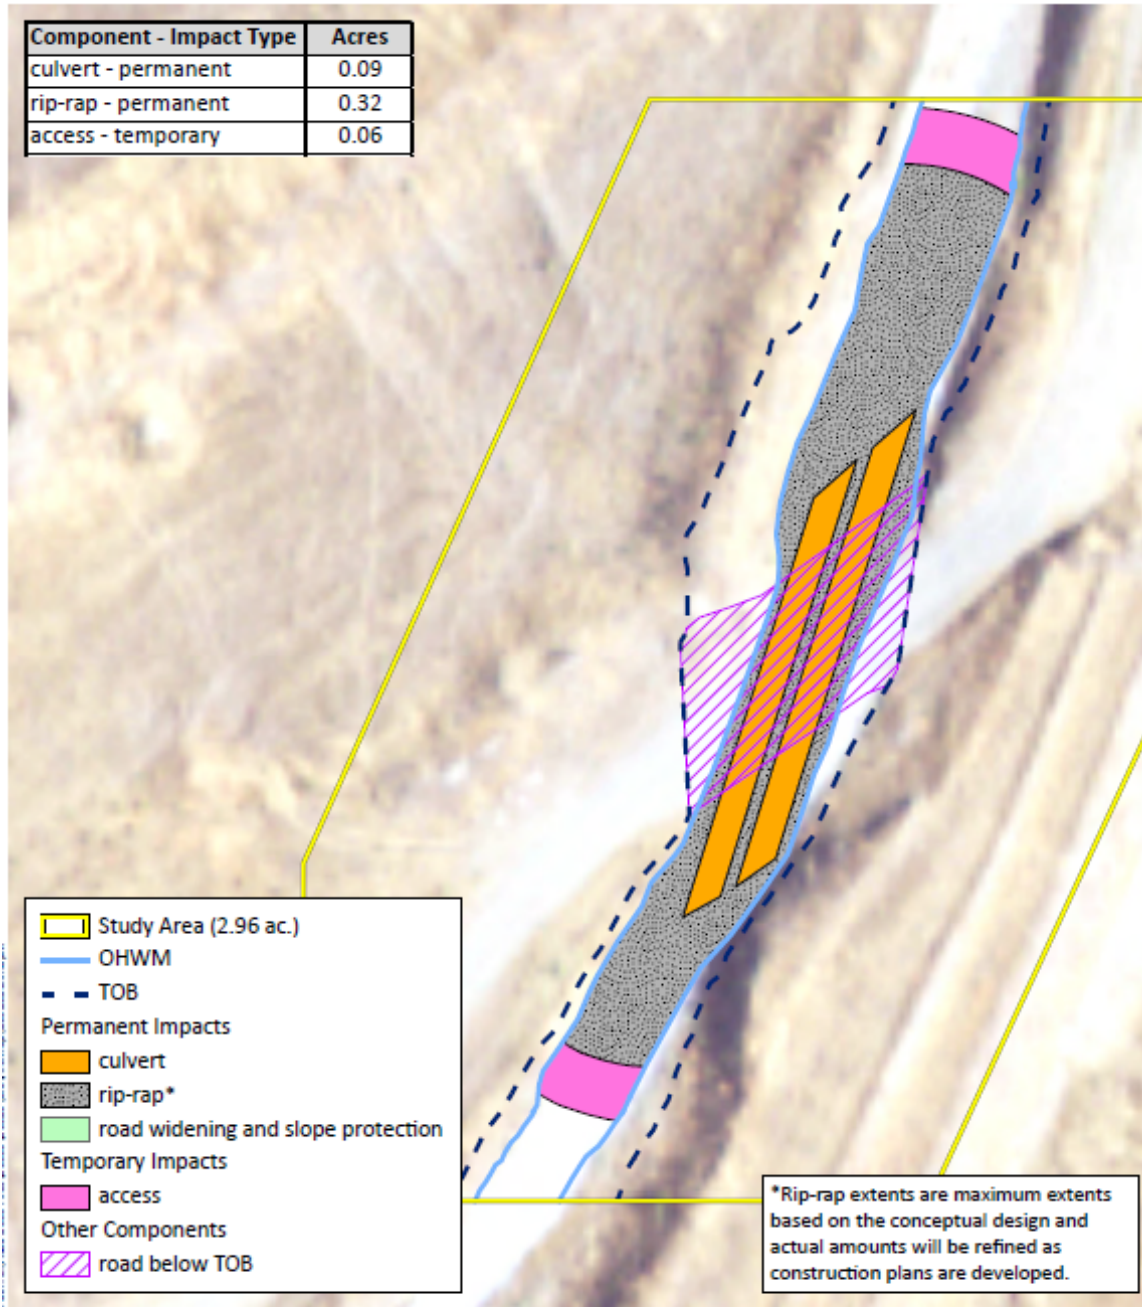 Component - Impact Type Acres
culvert - permanent 0.09
rip-rap - permanent 0.32
access - temporary 0.06
Study Area (2.96 ac.)
OHWM
TOB
Permanent Impacts
culvert
rip-rap*
road widening and slope protection
Temporary Impacts
access
Other Components
road below TOB
*Rip-rap extents are maximum extents
based on the conceptual design and
actual amounts will be refined as
construction plans are developed.